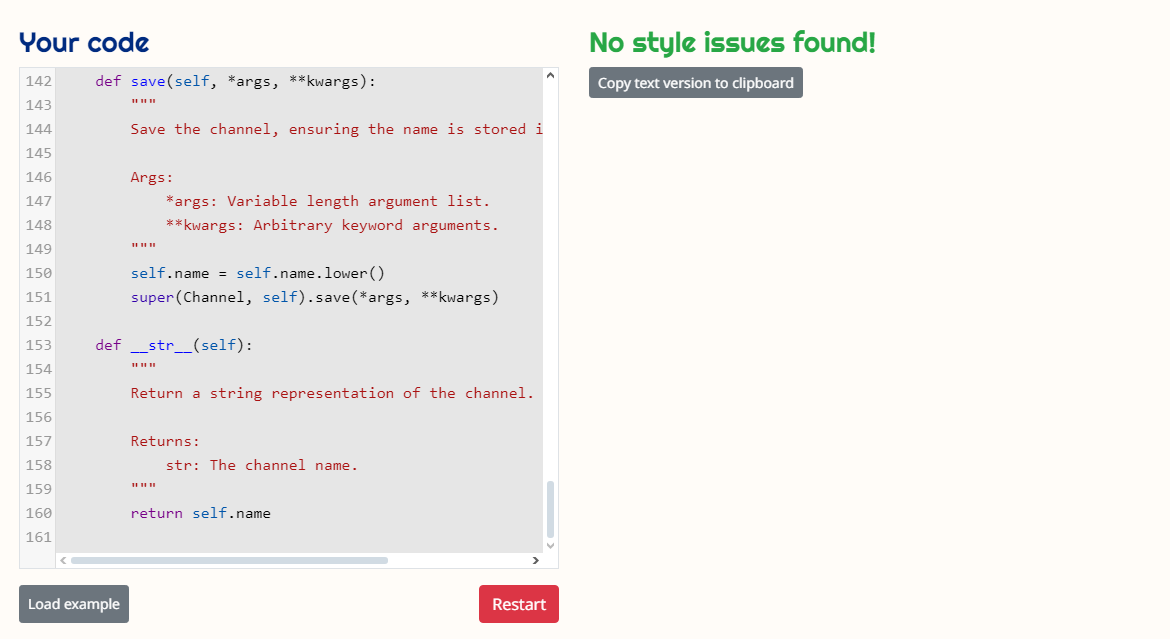 Your code
142     def save(self, *args, **kwargs):
143         """
144         Save the channel, ensuring the name is stored i
145
146         Args:
147             *args: Variable length argument list.
148             **kwargs: Arbitrary keyword arguments.
149         """
150         self.name = self.name.lower()
151         super(Channel, self).save(*args, **kwargs)
152
153     def __str__(self):
154         """
155         Return a string representation of the channel.
156
157         Returns:
158             str: The channel name.
159         """
160         return self.name
161
Load example
Restart
No style issues found!
Copy text version to clipboard